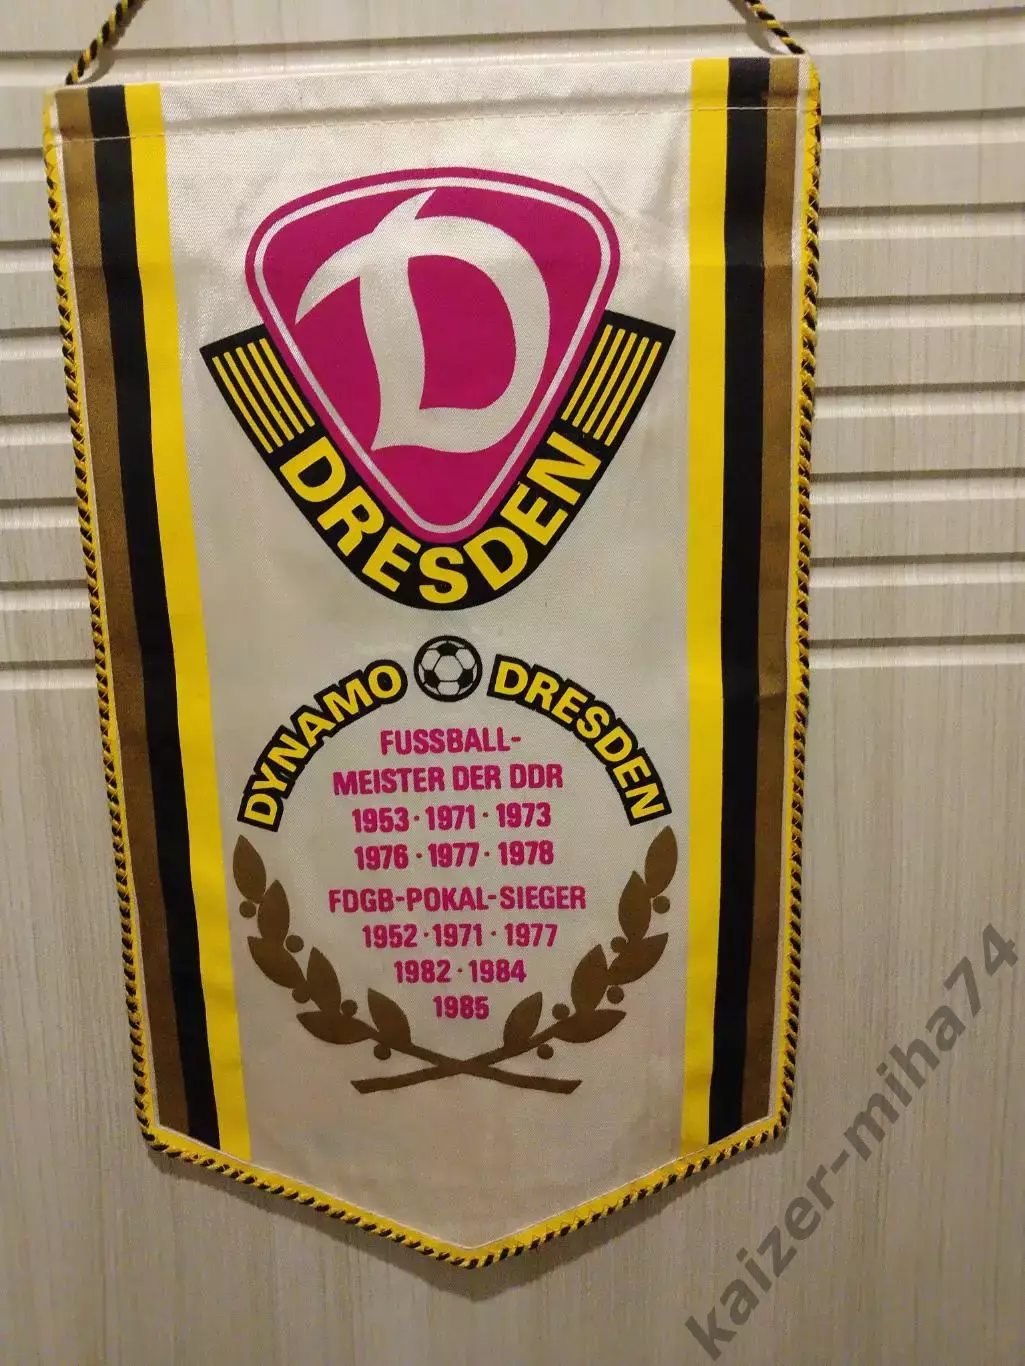 D
DRESDEN
DYNAMO DRESDEN
FUSSBALL-
MEISTER DER DDR
1953·1971·1973
1976·1977·1978
FDGB-POKAL-SIEGER
1952·1971·1977
1982·1984
1985
kaizer-miha74